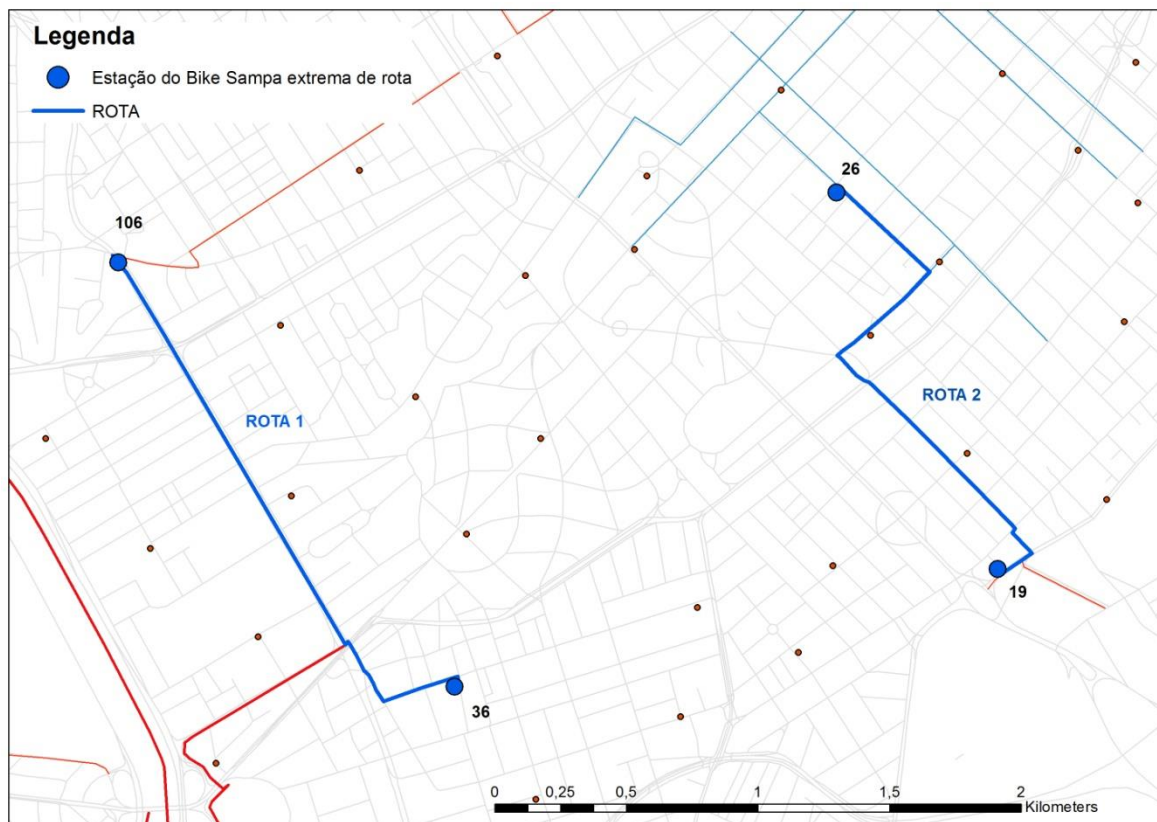 Legenda
Estação do Bike Sampa extrema de rota
ROTA
26
106
ROTA 2
ROTA 1
19
36
0 0,25 0,5 1 1,5 2
Kilometers